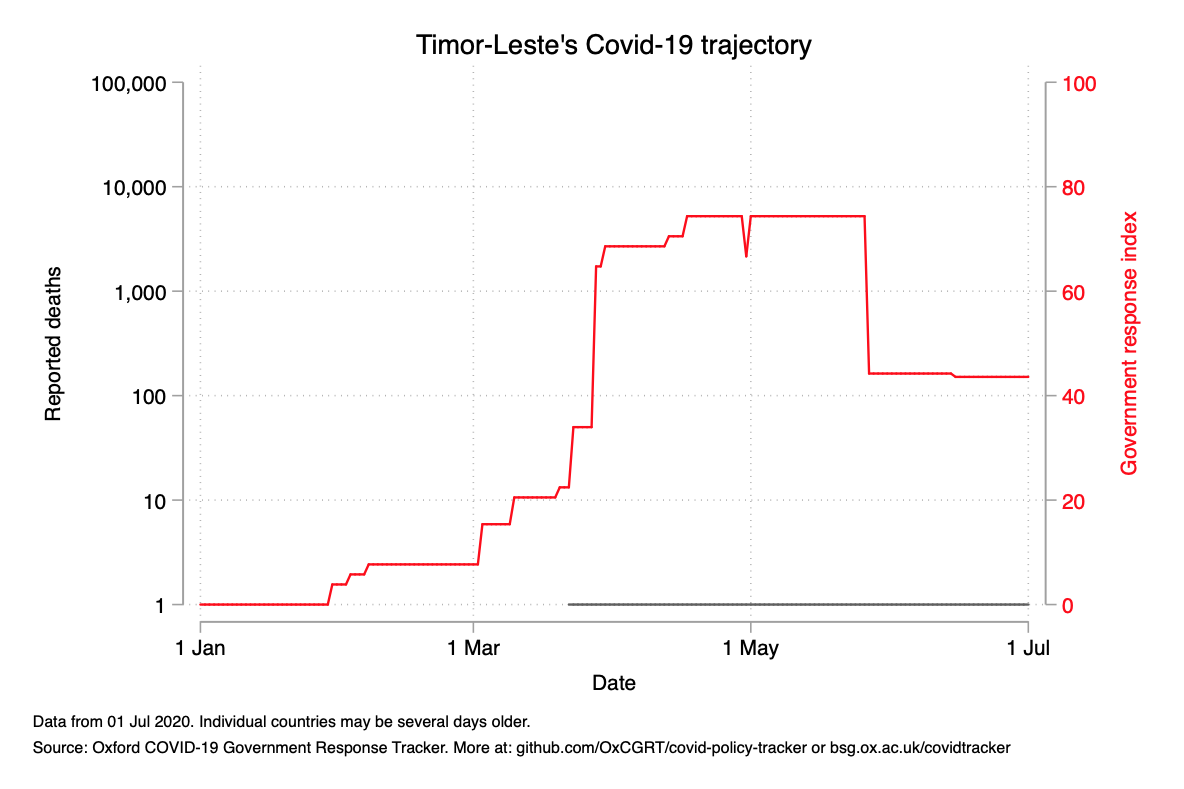 Timor-Leste's Covid-19 trajectory
100,000
10,000
1,000
100
10
1
Reported deaths
100
80
60
40
20
0
Government response index
1 Jan
1 Mar
1 May
1 Jul
Date
Data from 01 Jul 2020. Individual countries may be several days older.
Source: Oxford COVID-19 Government Response Tracker. More at: github.com/OxCGRT/covid-policy-tracker or bsg.ox.ac.uk/covidtracker